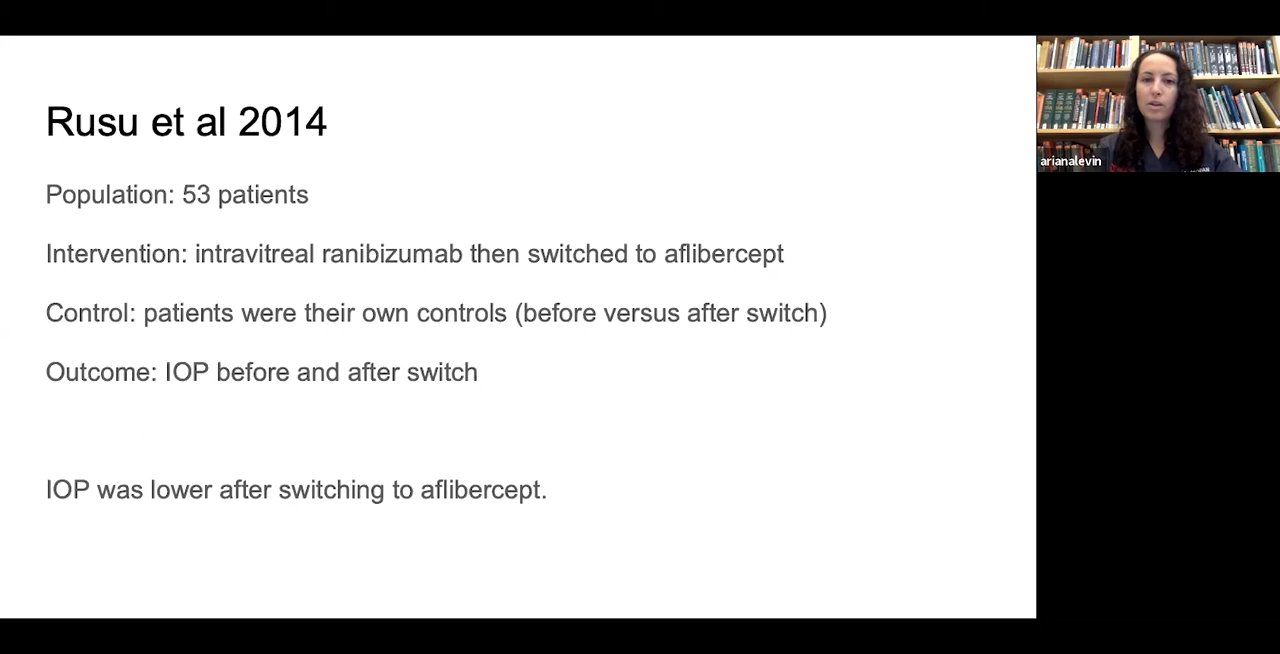 Rusu et al 2014
Population: 53 patients
Intervention: intravitreal ranibizumab then switched to aflibercept
Control: patients were their own controls (before versus after switch)
Outcome: IOP before and after switch
IOP was lower after switching to aflibercept.
arianalevin